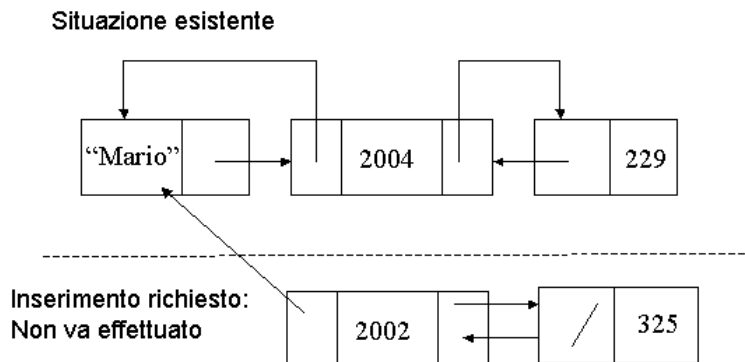 Situazione esistente
“Mario”
2004
229
Inserimento richiesto:
Non va effettuato
2002
325